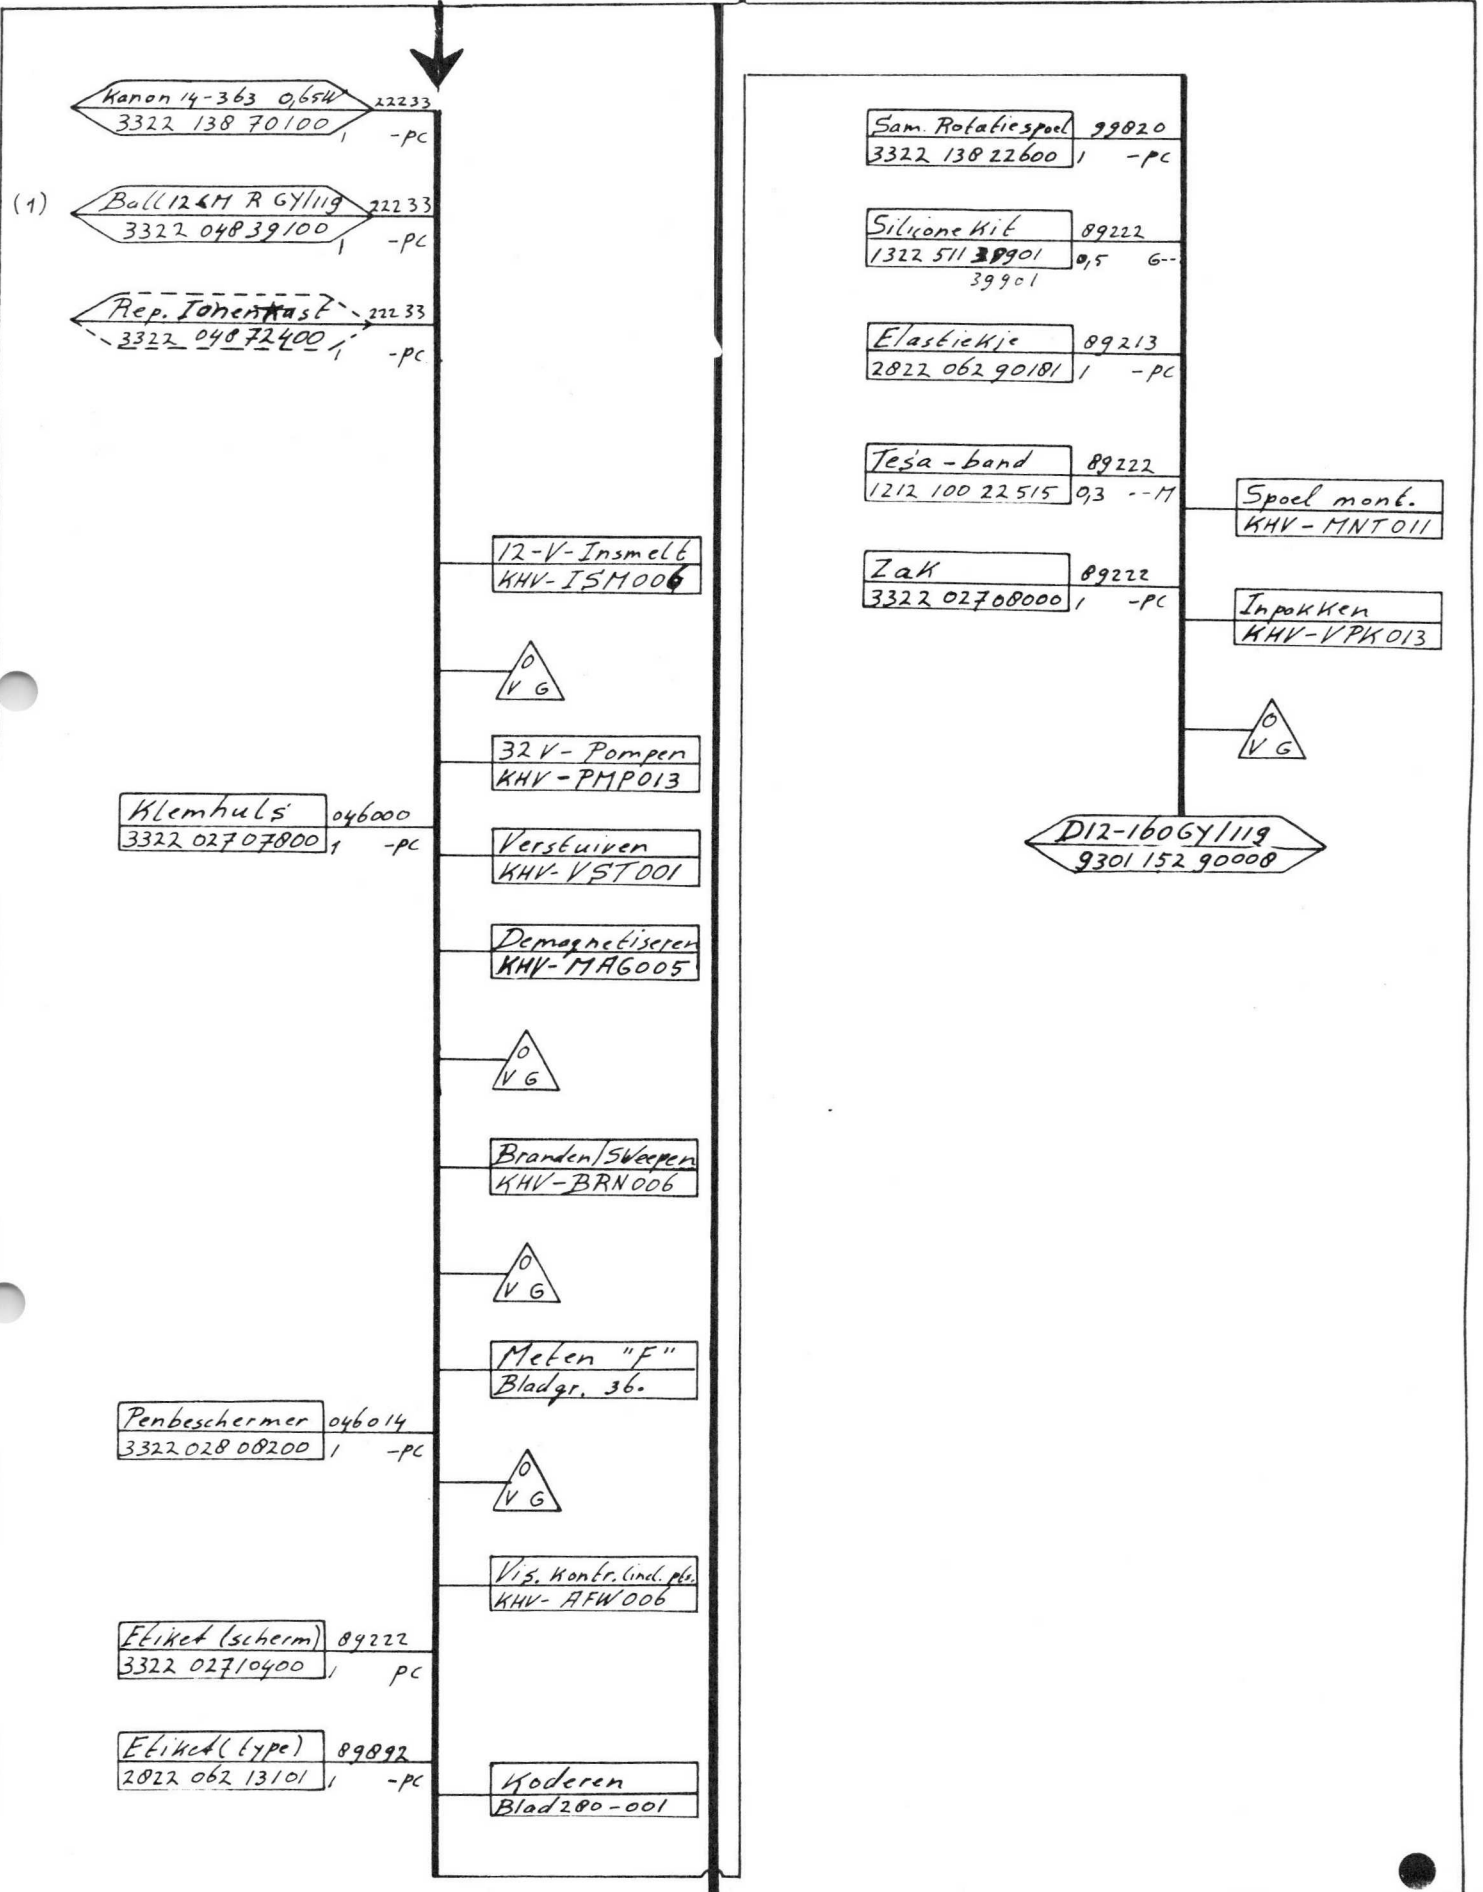 Kanon 14-363 0,65W 22233
3322 138 70100 1 -PC
(1) Ball 12 R GY/119 22233
3322 048 39100 1 -PC
Rep. 22233
3322 048 72400 1 -PC
12-V-Insmelt
KHV-ISM006
O
V G
32 V-Pompen
KHV-PMP013
Klemhuls 046000
3322 027 07800 1 -PC
Verstuiven
KHV-VST001
Demagnetiseren
KHV-MAG005
O
V G
Branden/Sweepen
KHV-BRN006
O
V G
Meten "F"
Bladgr. 36.
Penbeschermer 046014
3322 028 08200 1 -PC
O
V G
Vis. Kontr.
KHV-AFW006
Etiket (scherm) 89222
3322 027 10400 1 PC
Etiket (type) 89892
2822 062 13101 1 -PC
Koderen
Blad 280-001
Sam. Rotatiespoel 99820
3322 138 22600 1 -PC
Silicone Kit 89222
1322 511 0,5 G--
39901
Elastiekje 89213
2822 062 90181 1 -PC
Tesa-band 89222
1212 100 22515 0,3 --M
Spoel mont.
KHV-MNT011
Zak 89222
3322 027 08000 1 -PC
Inpakken
KHV-VPK013
O
V G
D12-160GY/119
9301 152 90008